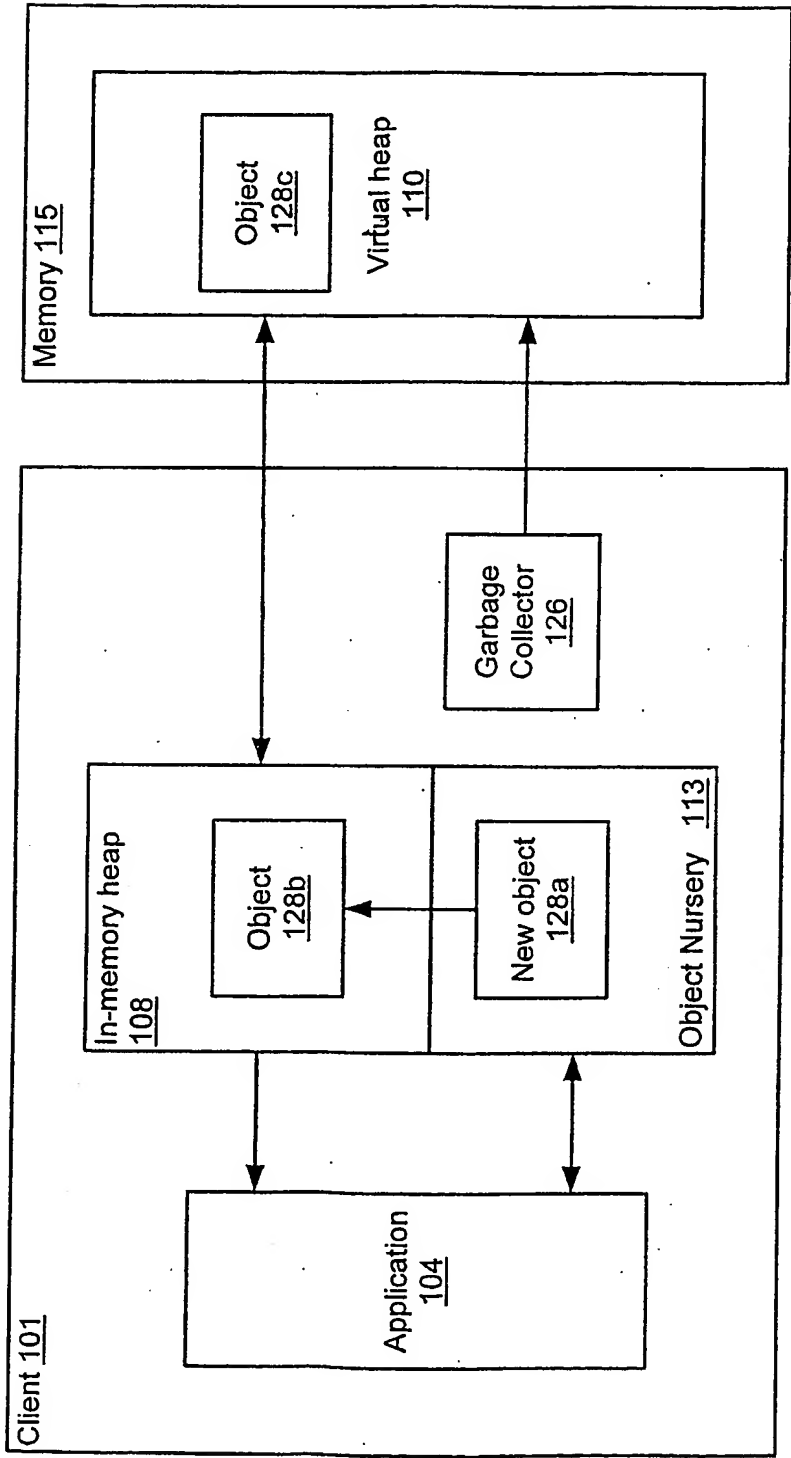 Client 101
Application
104
In-memory heap
108
Object
128b
New object
128a
Object Nursery 113
Garbage
Collector
126
Memory 115
Object
128c
Virtual heap
110